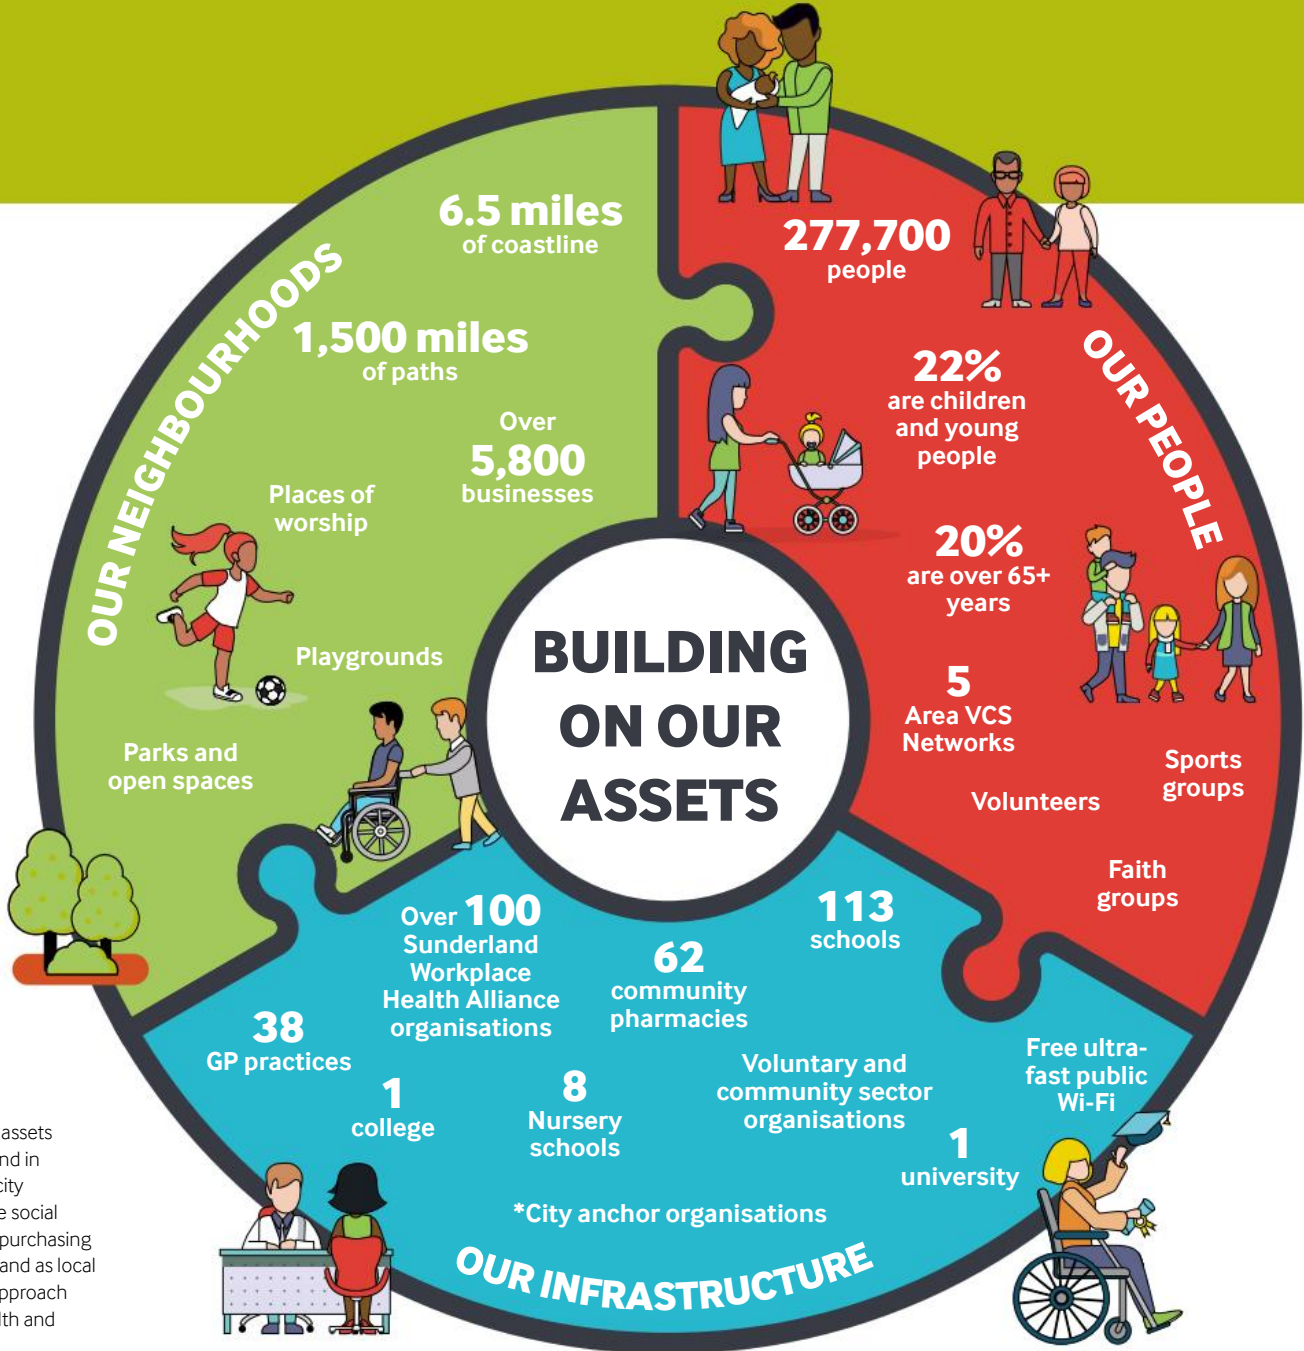 6.5 miles
of coastline
OUR NEIGHBOURHOODS
1,500 miles
of paths
Over
5,800
businesses
Places of
worship
Playgrounds
Parks and
open spaces
277,700
people
OUR PEOPLE
22%
are children
and young
people
20%
are over 65+
years
5
Area VCS
Networks
Sports
groups
Volunteers
Faith
groups
BUILDING
ON OUR
ASSETS
Over 100
Sunderland
Workplace
Health Alliance
organisations
113
schools
62
community
pharmacies
38
GP practices
1
college
8
Nursery
schools
Voluntary and
community sector
organisations
Free ultra-
fast public
Wi-Fi
1
university
*City anchor organisations
OUR INFRASTRUCTURE
assets
nd in
city
e social
purchasing
and as local
pproach
lth and